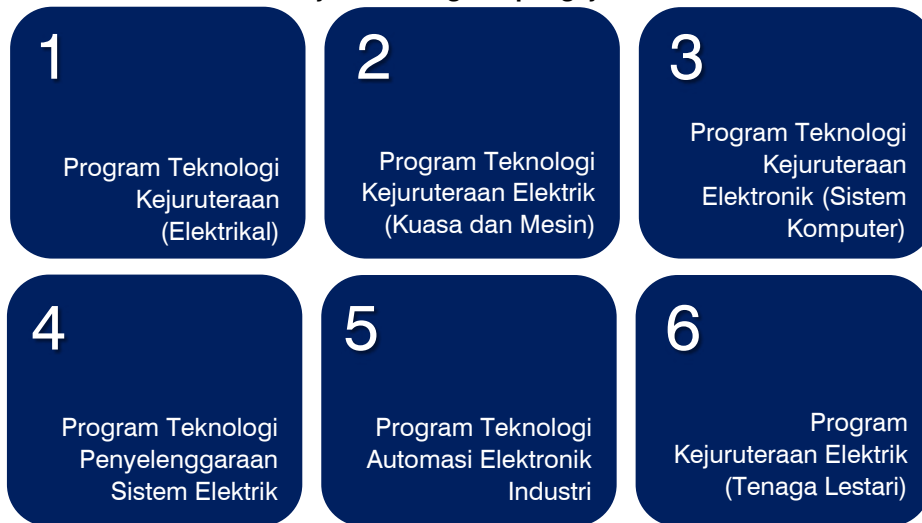 1
Program Teknologi
Kejuruteraan
(Elektrikal)
2
Program Teknologi
Kejuruteraan Elektrik
(Kuasa dan Mesin)
3
Program Teknologi
Kejuruteraan
Elektronik (Sistem
Komputer)
4
Program Teknologi
Penyelenggaraan
Sistem Elektrik
5
Program Teknologi
Automasi Elektronik
Industri
6
Program
Kejuruteraan Elektrik
(Tenaga Lestari)